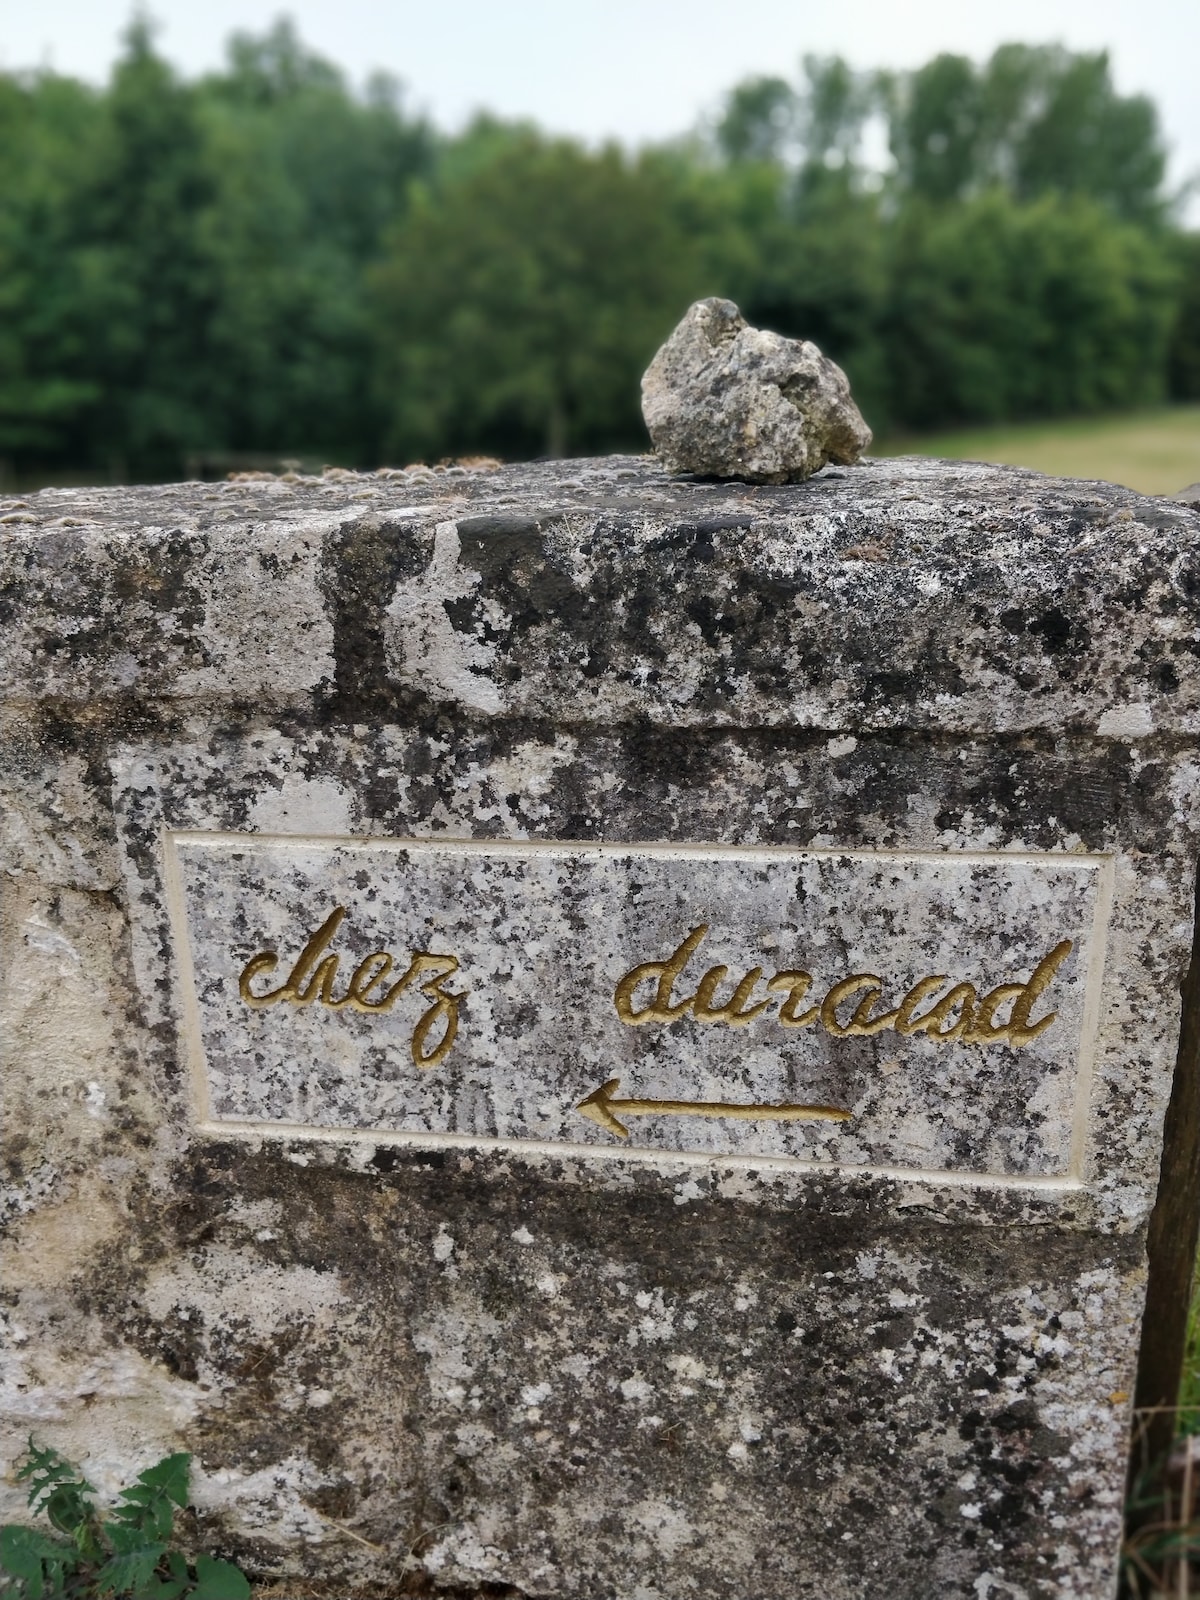 chez durand
←